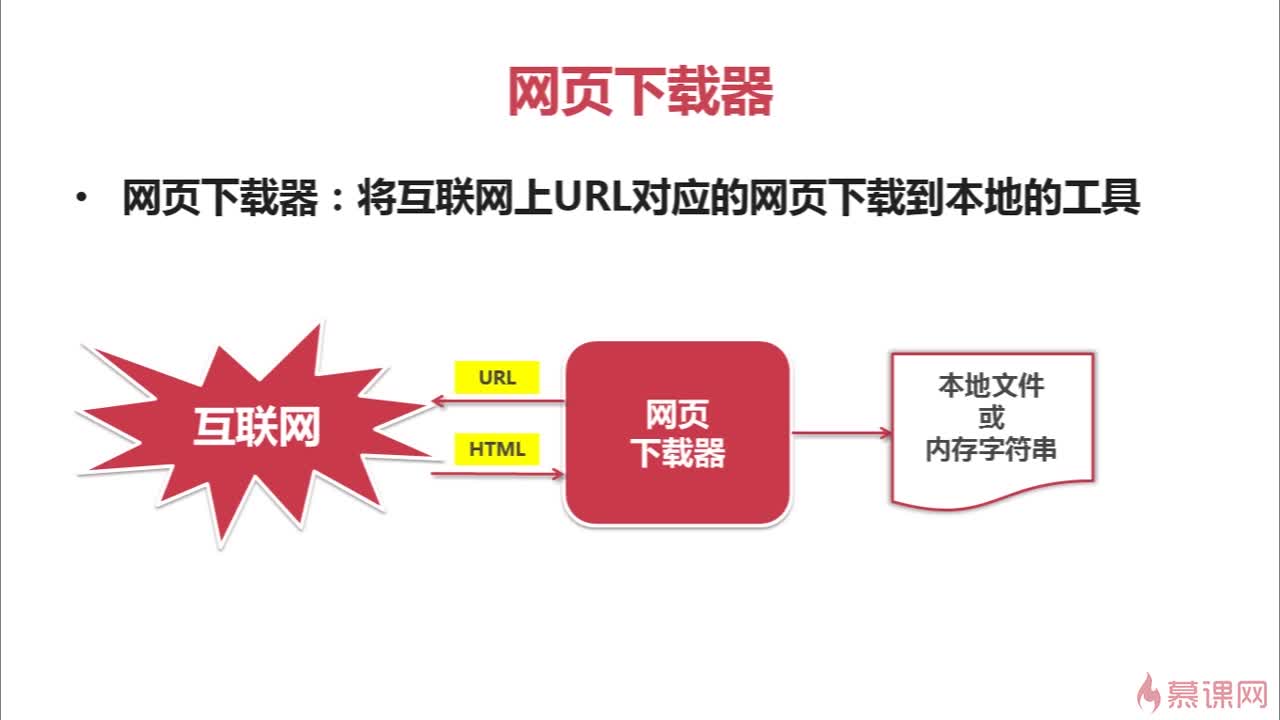 网页下载器
• 网页下载器：将互联网上URL对应的网页下载到本地的工具
互联网
URL
HTML
网页
下载器
本地文件
或
内存字符串
慕课网